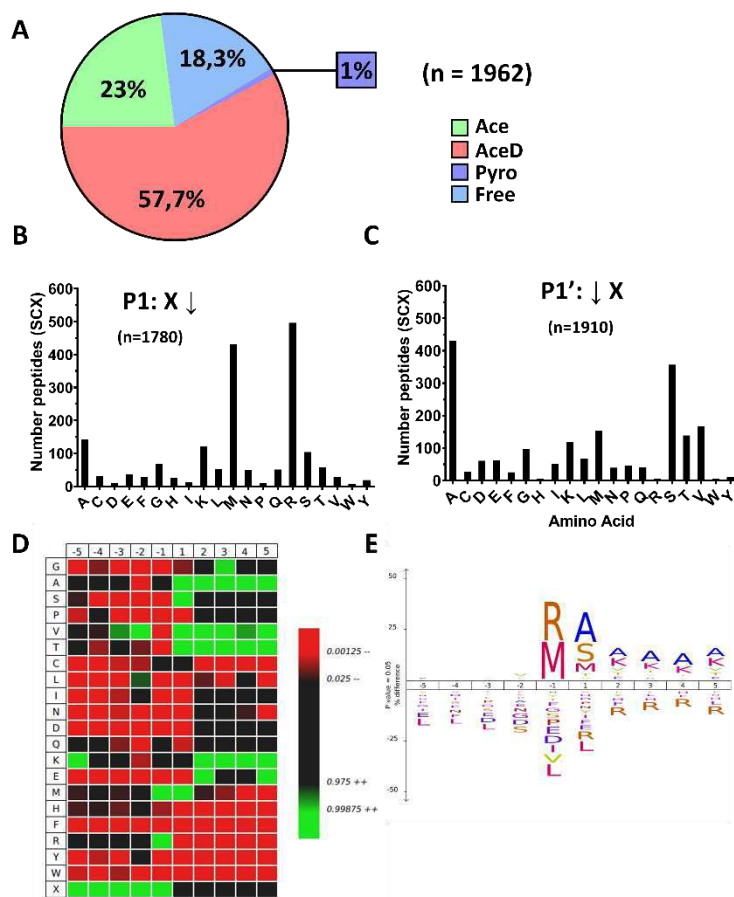 A
18,3%
1%
(n = 1962)
23%
57,7%
Ace
AceD
Pyro
Free
B
P1: X ↓
(n=1780)
Number peptides (SCX)
600
500
400
300
200
100
0
A C D E F G H I K L M N P Q R S T V W Y
C
P1': ↓ X
(n=1910)
Number peptides (SCX)
600
500
400
300
200
100
0
A C D E F G H I K L M N P Q R S T V W Y
Amino Acid
D
-5 -4 -3 -2 -1 1 2 3 4 5
G
A
S
P
V
T
C
L
I
N
D
Q
K
E
M
H
F
R
Y
W
X
0.00125 --
0.025 --
0.975 ++
0.99875 ++
E
50
25
-25
-50
P value = 0.05
% difference
-5 -4 -3 -2 -1 1 2 3 4 5
R A
M S A A A A
M K K K K
R R R R
L